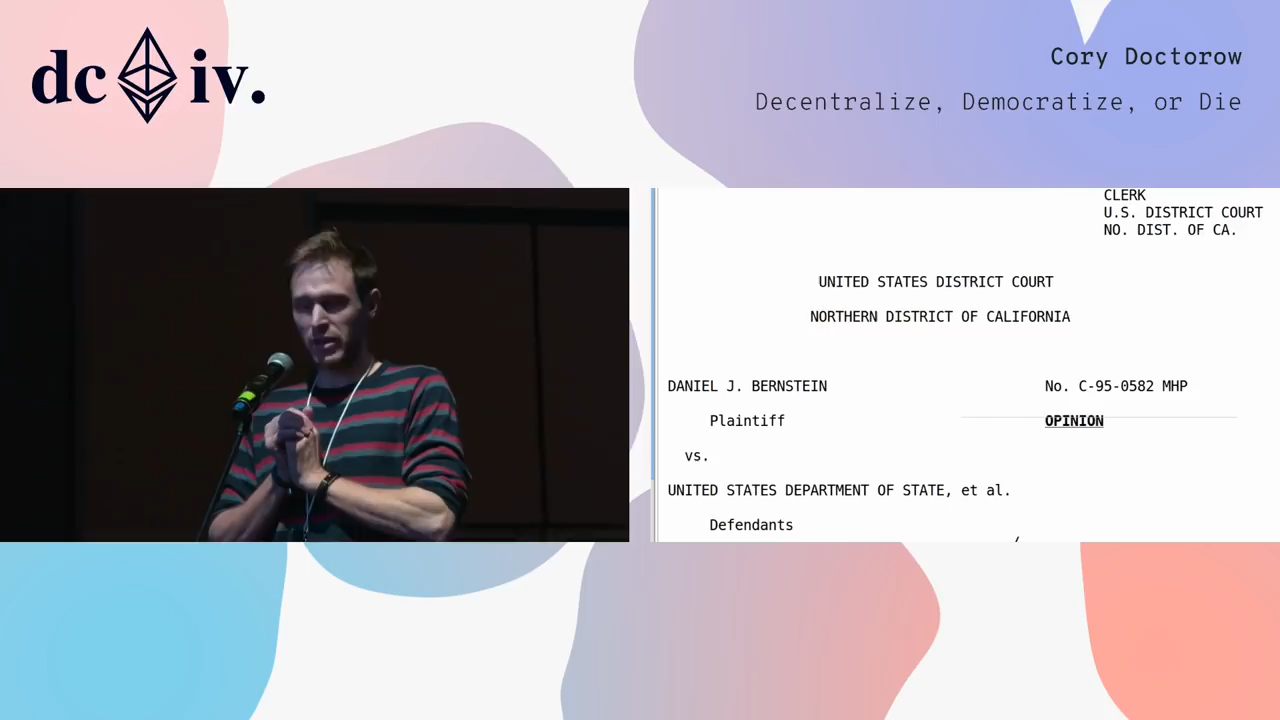 dc iv.
Cory Doctorow
Decentralize, Democratize, or Die
CLERK
U.S. DISTRICT COURT
NO. DIST. OF CA.
UNITED STATES DISTRICT COURT
NORTHERN DISTRICT OF CALIFORNIA
DANIEL J. BERNSTEIN No. C-95-0582 MHP
Plaintiff OPINION
vs.
UNITED STATES DEPARTMENT OF STATE, et al.
Defendants
/